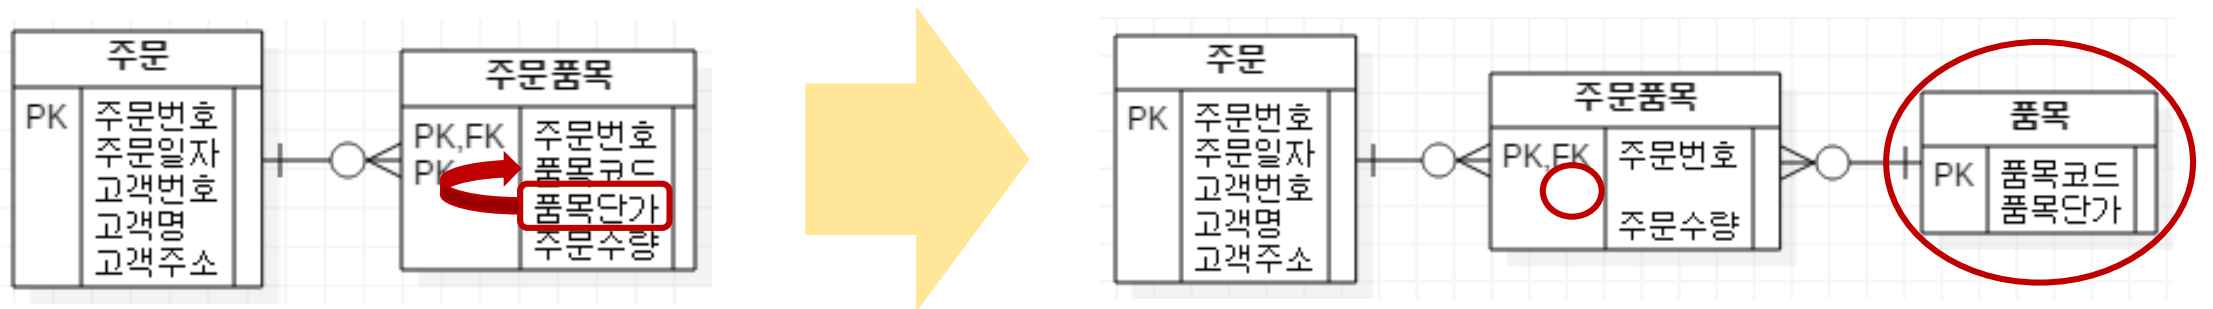 주문
PK 주문번호
주문일자
고객번호
고객명
고객주소
주문품목
PK,FK 주문번호
PK 품목코드
품목단가
주문수량
주문
PK 주문번호
주문일자
고객번호
고객명
고객주소
주문품목
PK,FK 주문번호
주문수량
품목
PK 품목코드
품목단가